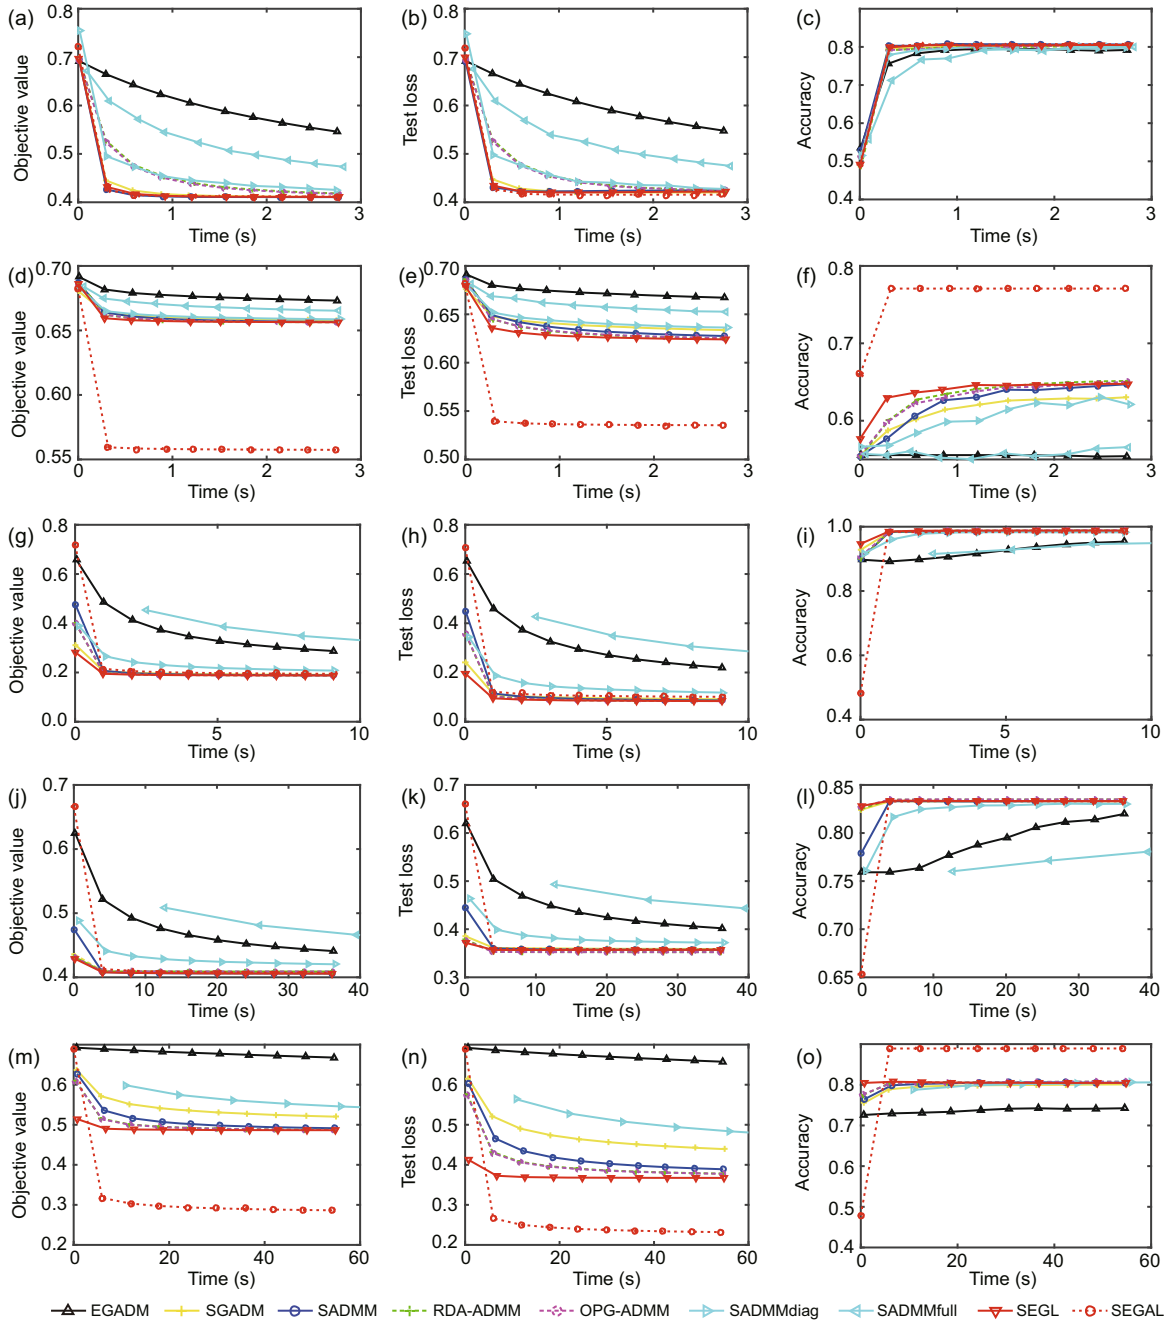 (a) 0.8 0.7 0.6 0.5 0.4 Objective value 0 1 2 3 Time (s)
(b) 0.8 0.7 0.6 0.5 0.4 Test loss 0 1 2 3 Time (s)
(c) 1.0 0.9 0.8 0.7 0.6 0.5 0.4 Accuracy 0 1 2 3 Time (s)
(d) 0.70 0.65 0.60 0.55 Objective value 0 1 2 3 Time (s)
(e) 0.70 0.65 0.60 0.55 0.50 Test loss 0 1 2 3 Time (s)
(f) 0.8 0.7 0.6 Accuracy 0 1 2 3 Time (s)
(g) 0.8 0.6 0.4 0.2 0.0 Objective value 0 5 10 Time (s)
(h) 0.8 0.6 0.4 0.2 0.0 Test loss 0 5 10 Time (s)
(i) 1.0 0.8 0.6 0.4 Accuracy 0 5 10 Time (s)
(j) 0.7 0.6 0.5 0.4 Objective value 0 10 20 30 40 Time (s)
(k) 0.7 0.6 0.5 0.4 0.3 Test loss 0 10 20 30 40 Time (s)
(l) 0.85 0.80 0.75 0.70 0.65 Accuracy 0 10 20 30 40 Time (s)
(m) 0.6 0.5 0.4 0.3 0.2 Objective value 0 20 40 60 Time (s)
(n) 0.6 0.5 0.4 0.3 0.2 Test loss 0 20 40 60 Time (s)
(o) 0.8 0.7 0.6 0.5 0.4 Accuracy 0 20 40 60 Time (s)
EGADM SGADM SADMM RDA-ADMM OPG-ADMM SADMMdiag SADMMfull SEGL SEGAL